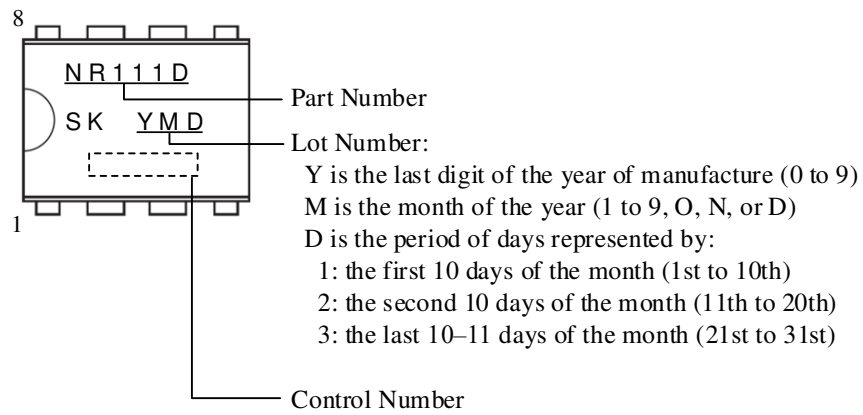 8
NR111D
Part Number
SK YMD
Lot Number:
Y is the last digit of the year of manufacture (0 to 9)
M is the month of the year (1 to 9, O, N, or D)
1
D is the period of days represented by:
1: the first 10 days of the month (1st to 10th)
2: the second 10 days of the month (11th to 20th)
3: the last 10–11 days of the month (21st to 31st)
Control Number